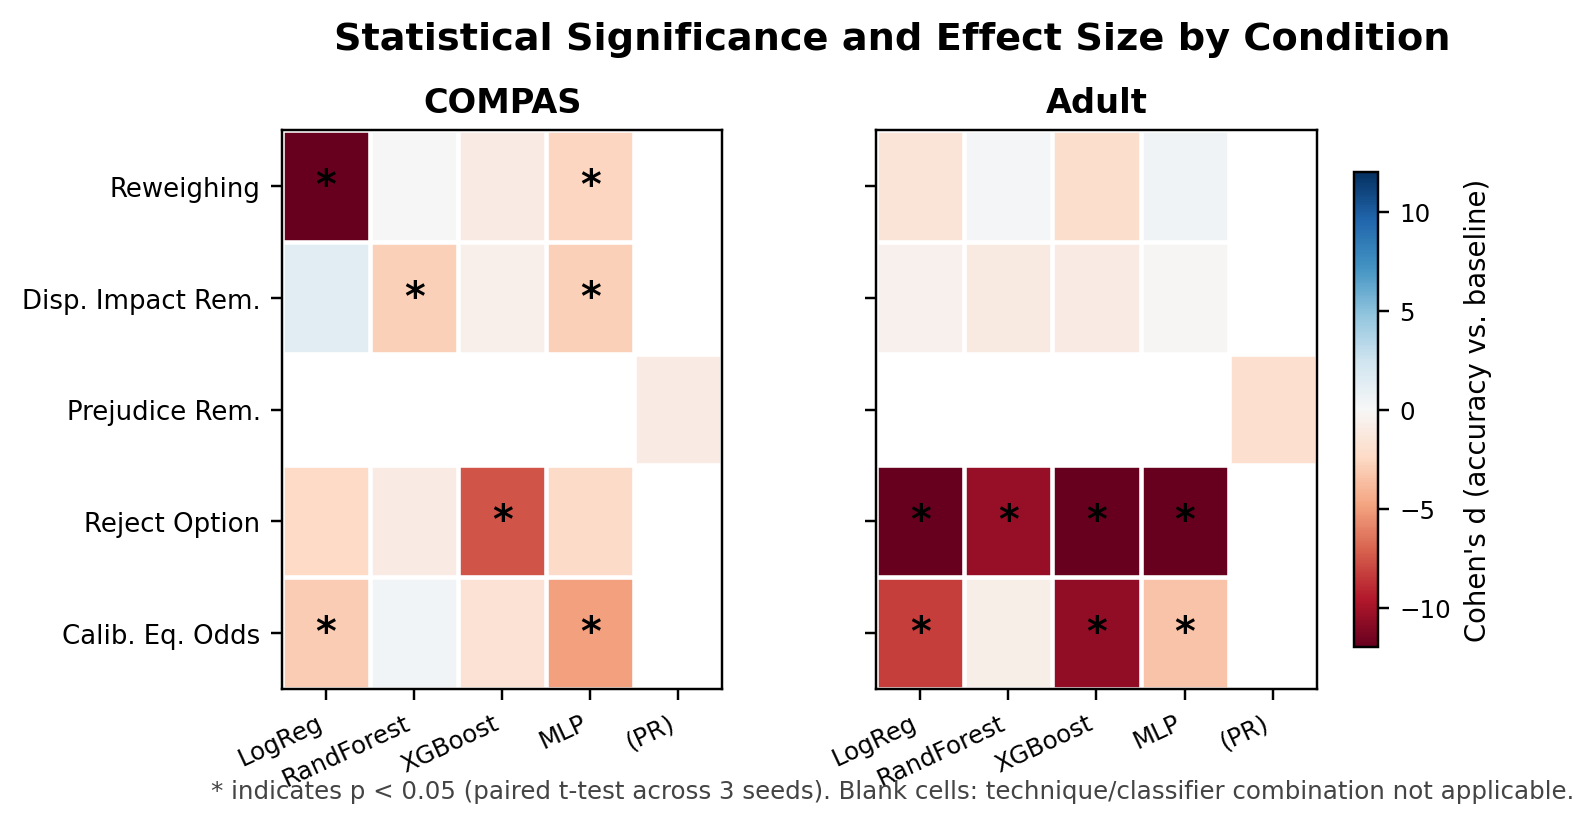 Statistical Significance and Effect Size by Condition
COMPAS
Adult
Reweighing
Disp. Impact Rem.
Prejudice Rem.
Reject Option
Calib. Eq. Odds
*
*
*
*
*
*
*
*
*
*
*
*
*
*
LogReg
RandForest
XGBoost
MLP
(PR)
LogReg
RandForest
XGBoost
MLP
(PR)
10
5
0
−5
−10
Cohen's d (accuracy vs. baseline)
* indicates p < 0.05 (paired t-test across 3 seeds). Blank cells: technique/classifier combination not applicable.